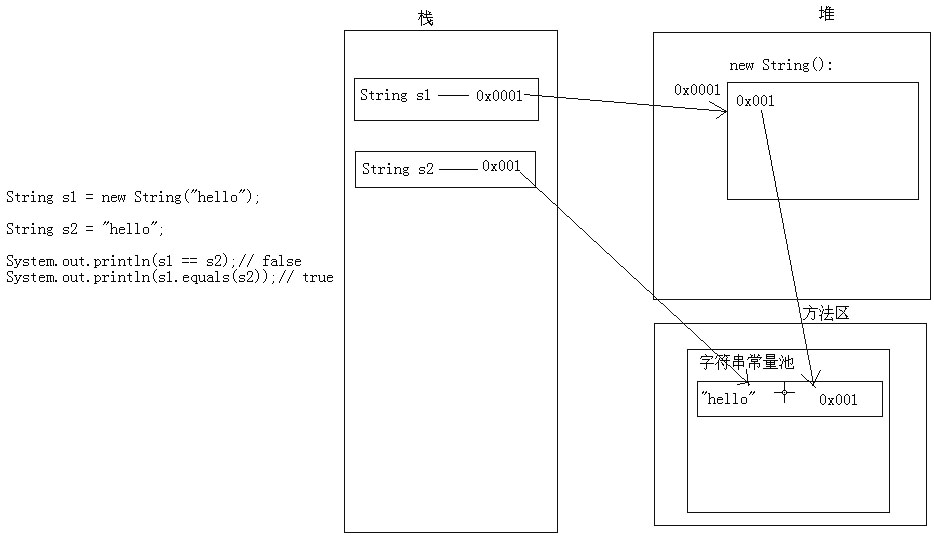 栈
堆
new String():
String s1
0x0001
0x0001
0x001
String s2
0x001
String s1 = new String("hello");
String s2 = "hello";
System.out.println(s1 == s2);// false
System.out.println(s1.equals(s2));// true
方法区
字符串常量池
"hello"
0x001